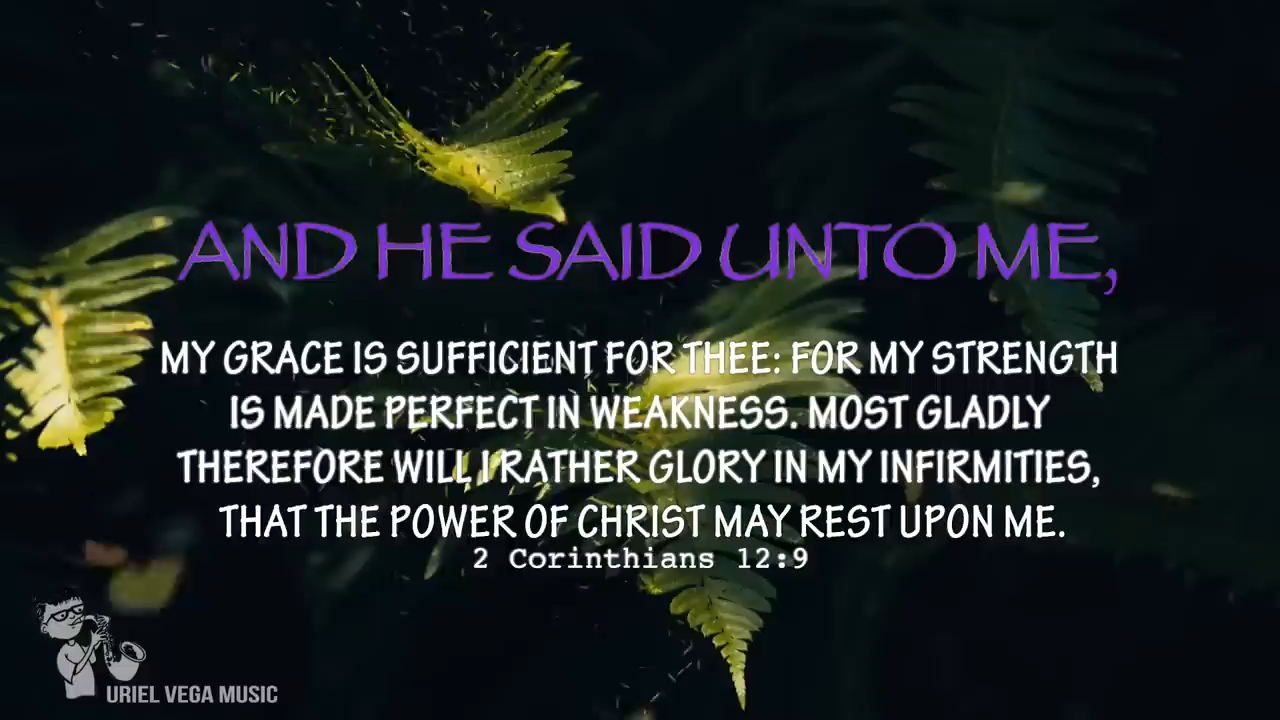 AND HE SAID UNTO ME,
MY GRACE IS SUFFICIENT FOR THEE: FOR MY STRENGTH
IS MADE PERFECT IN WEAKNESS. MOST GLADLY
THEREFORE WILL I RATHER GLORY IN MY INFIRMITIES,
THAT THE POWER OF CHRIST MAY REST UPON ME.
2 Corinthians 12:9
URIEL VEGA MUSIC